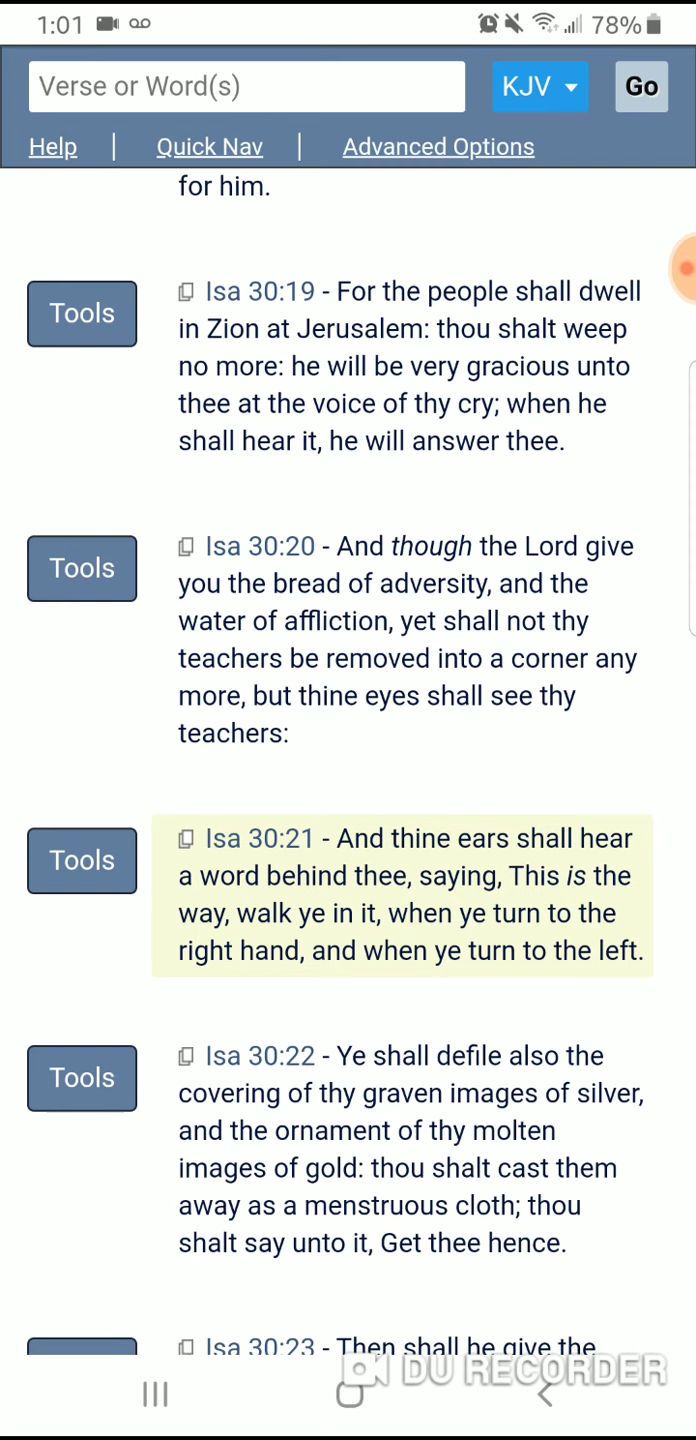 1:01 78%
Verse or Word(s) KJV Go
Help | Quick Nav | Advanced Options
for him.
Tools Isa 30:19 - For the people shall dwell
in Zion at Jerusalem: thou shalt weep
no more: he will be very gracious unto
thee at the voice of thy cry; when he
shall hear it, he will answer thee.
Tools Isa 30:20 - And though the Lord give
you the bread of adversity, and the
water of affliction, yet shall not thy
teachers be removed into a corner any
more, but thine eyes shall see thy
teachers:
Tools Isa 30:21 - And thine ears shall hear
a word behind thee, saying, This is the
way, walk ye in it, when ye turn to the
right hand, and when ye turn to the left.
Tools Isa 30:22 - Ye shall defile also the
covering of thy graven images of silver,
and the ornament of thy molten
images of gold: thou shalt cast them
away as a menstruous cloth; thou
shalt say unto it, Get thee hence.
Isa 30:23 - Then shall he give the
DU RECORDER